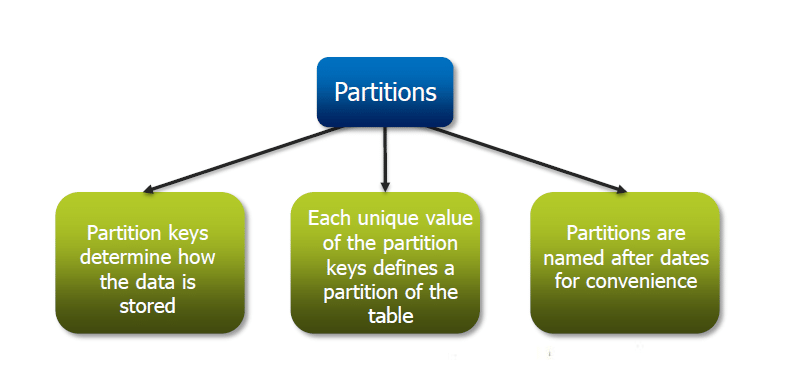 Partitions
Partition keys
determine how
the data is
stored
Each unique value
of the partition
keys defines a
partition of the
table
Partitions are
named after dates
for convenience